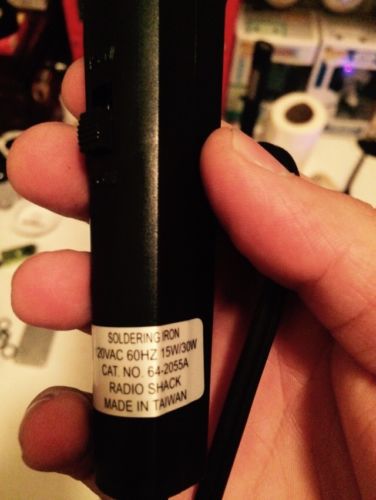 SOLDERING IRON
120VAC 60HZ 15W/30W
CAT. NO. 64-2055A
RADIO SHACK
MADE IN TAIWAN